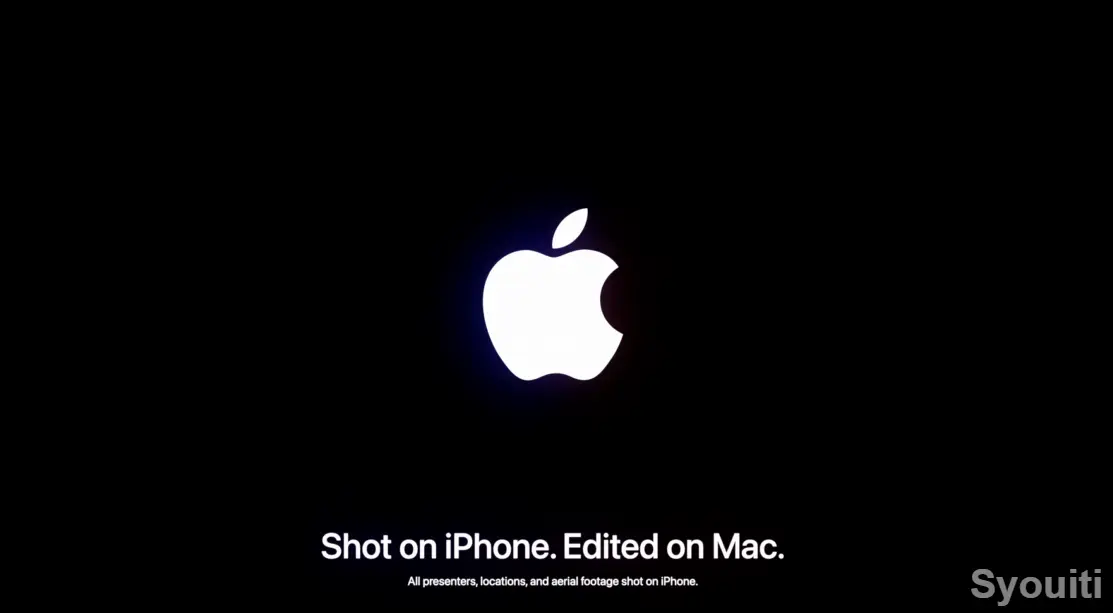 Shot on iPhone. Edited on Mac.
All presenters, locations, and aerial footage shot on iPhone.
Syouiti